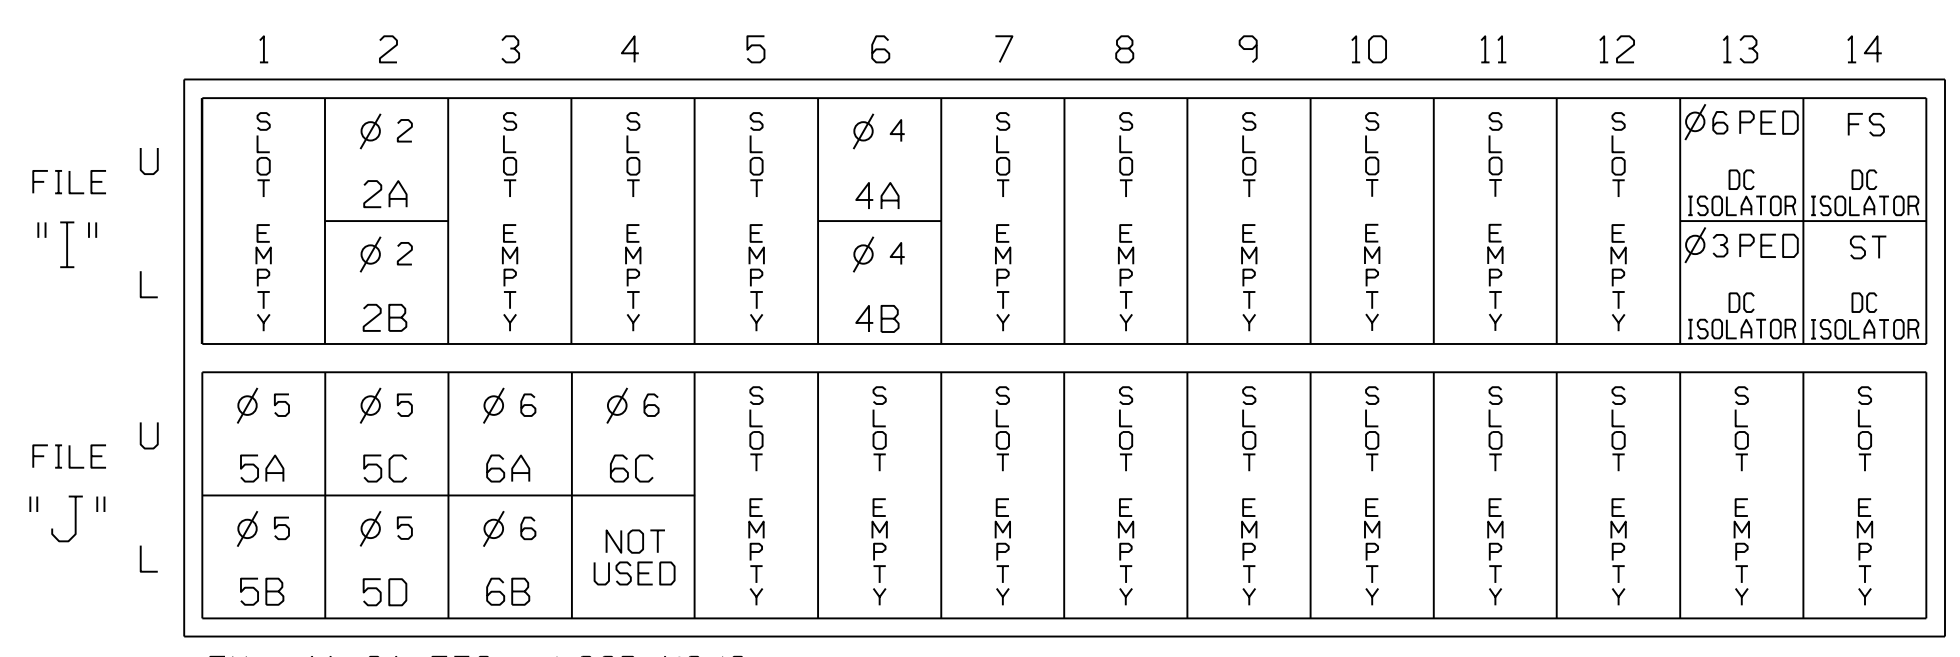 1 2 3 4 5 6 7 8 9 10 11 12 13 14
FILE "I"
U
L
SLOT EMPTY
Ø 2
2A
Ø 2
2B
SLOT EMPTY
SLOT EMPTY
SLOT EMPTY
Ø 4
4A
Ø 4
4B
SLOT EMPTY
SLOT EMPTY
SLOT EMPTY
SLOT EMPTY
SLOT EMPTY
SLOT EMPTY
Ø6 PED
DC
ISOLATOR
Ø3 PED
DC
ISOLATOR
FS
DC
ISOLATOR
ST
DC
ISOLATOR
FILE "J"
U
L
Ø 5
5A
Ø 5
5B
Ø 5
5C
Ø 5
5D
Ø 6
6A
Ø 6
6B
Ø 6
6C
NOT
USED
SLOT EMPTY
SLOT EMPTY
SLOT EMPTY
SLOT EMPTY
SLOT EMPTY
SLOT EMPTY
SLOT EMPTY
SLOT EMPTY
SLOT EMPTY
SLOT EMPTY